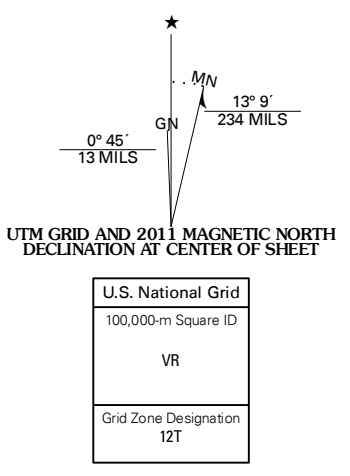 ★
MN
13° 9´
234 MILS
GN
0° 45´
13 MILS
UTM GRID AND 2011 MAGNETIC NORTH
DECLINATION AT CENTER OF SHEET
U.S. National Grid
100,000-m Square ID
VR
Grid Zone Designation
12T